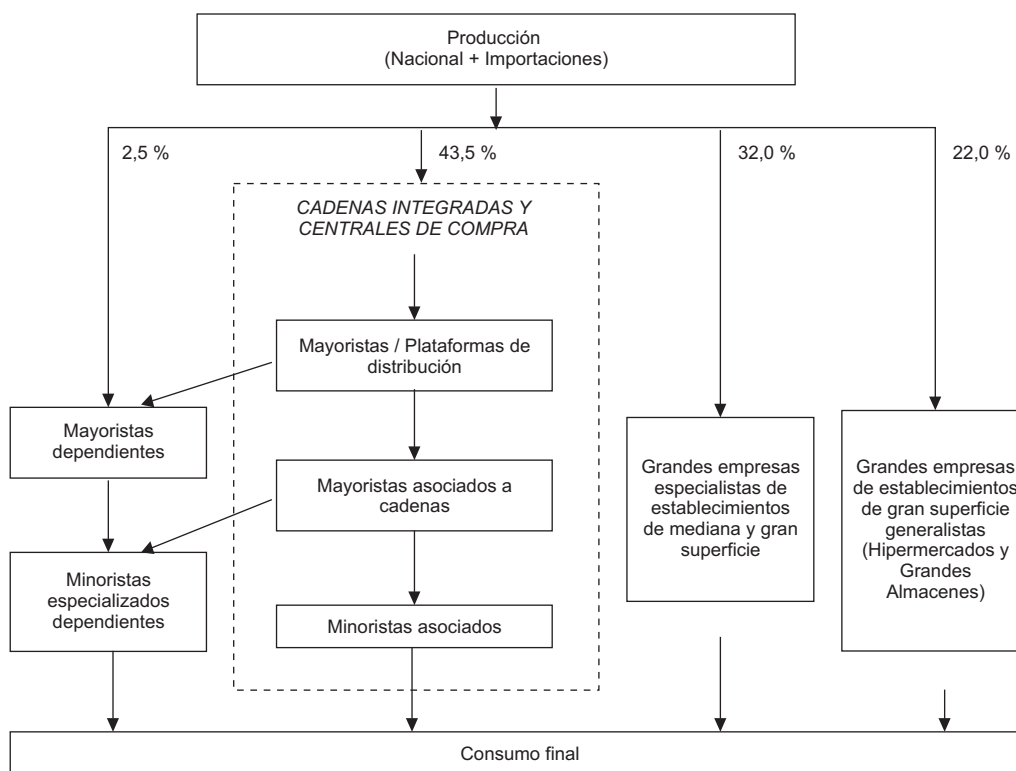 Producción
(Nacional + Importaciones)
2,5 %
43,5 %
32,0 %
22,0 %
CADENAS INTEGRADAS Y
CENTRALES DE COMPRA
Mayoristas / Plataformas de
distribución
Mayoristas
dependientes
Mayoristas asociados a
cadenas
Minoristas
especializados
dependientes
Minoristas asociados
Grandes empresas
especialistas de
establecimientos
de mediana y gran
superficie
Grandes empresas
de establecimientos
de gran superficie
generalistas
(Hipermercados y
Grandes
Almacenes)
Consumo final